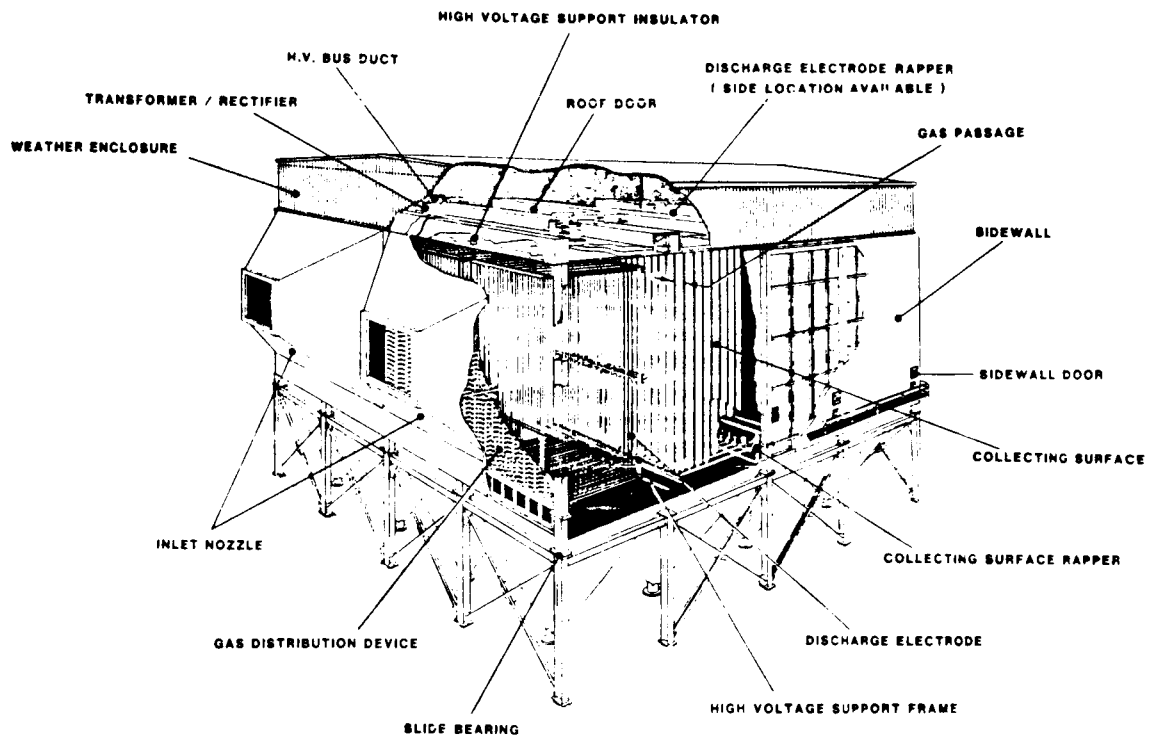 HIGH VOLTAGE SUPPORT INSULATOR
H.V. BUS DUCT
DISCHARGE ELECTRODE RAPPER
( SIDE LOCATION AVAILABLE )
TRANSFORMER / RECTIFIER
ROOF DOOR
GAS PASSAGE
WEATHER ENCLOSURE
SIDEWALL
SIDEWALL DOOR
COLLECTING SURFACE
INLET NOZZLE
COLLECTING SURFACE RAPPER
GAS DISTRIBUTION DEVICE
DISCHARGE ELECTRODE
HIGH VOLTAGE SUPPORT FRAME
SLIDE BEARING